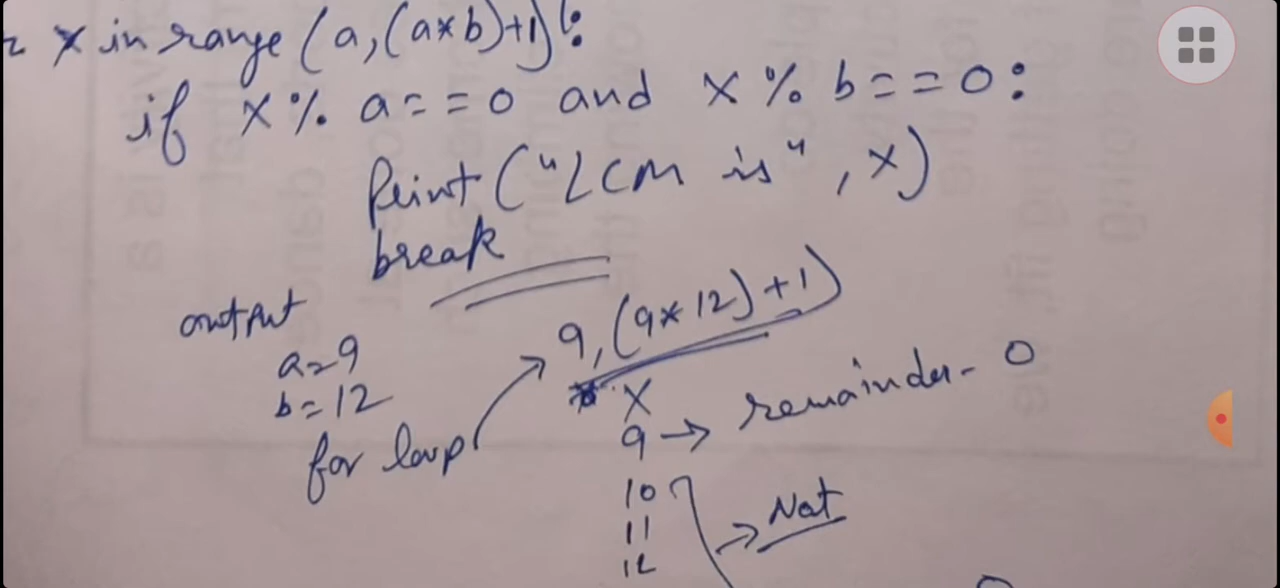 r x in range (a,(a*b)+1):
if x % a==0 and x % b==0:
Print ("LCM is", x)
break
output
a=9
b=12
for loop
9,(9*12)+1)
x
9 → remainder - 0
10
11
12
→ Not